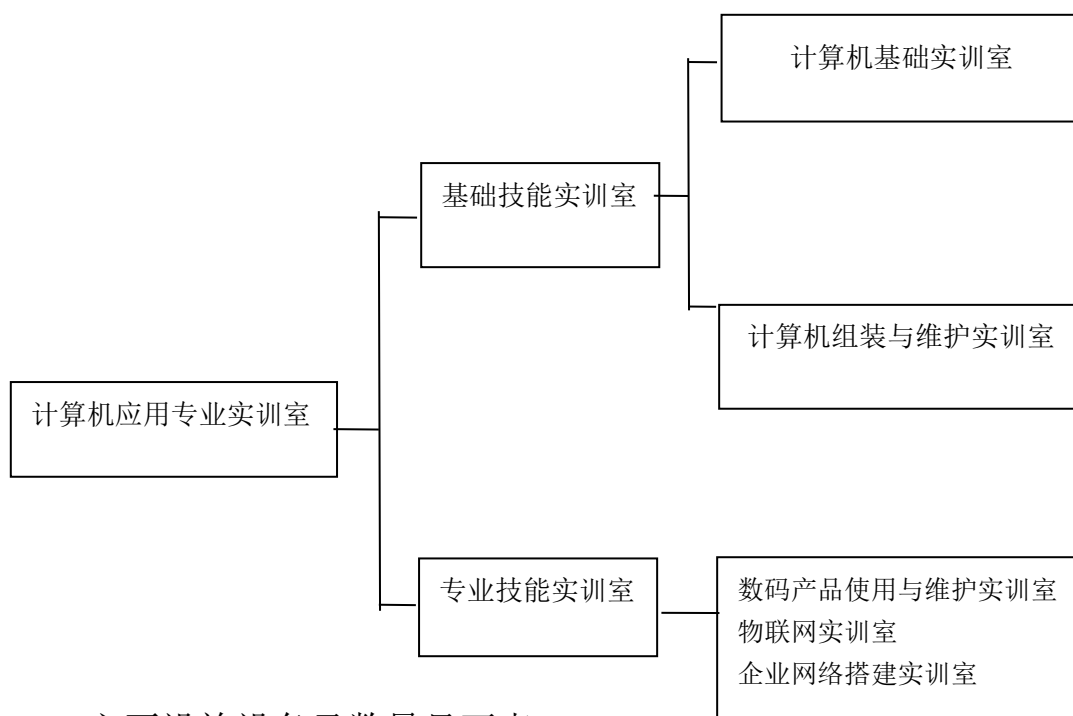 计算机基础实训室
基础技能实训室
计算机组装与维护实训室
计算机应用专业实训室
专业技能实训室
数码产品使用与维护实训室
物联网实训室
企业网络搭建实训室